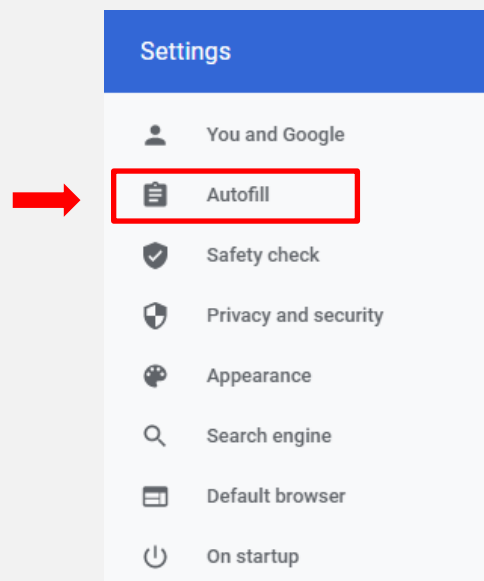 Settings
You and Google
Autofill
Safety check
Privacy and security
Appearance
Search engine
Default browser
On startup